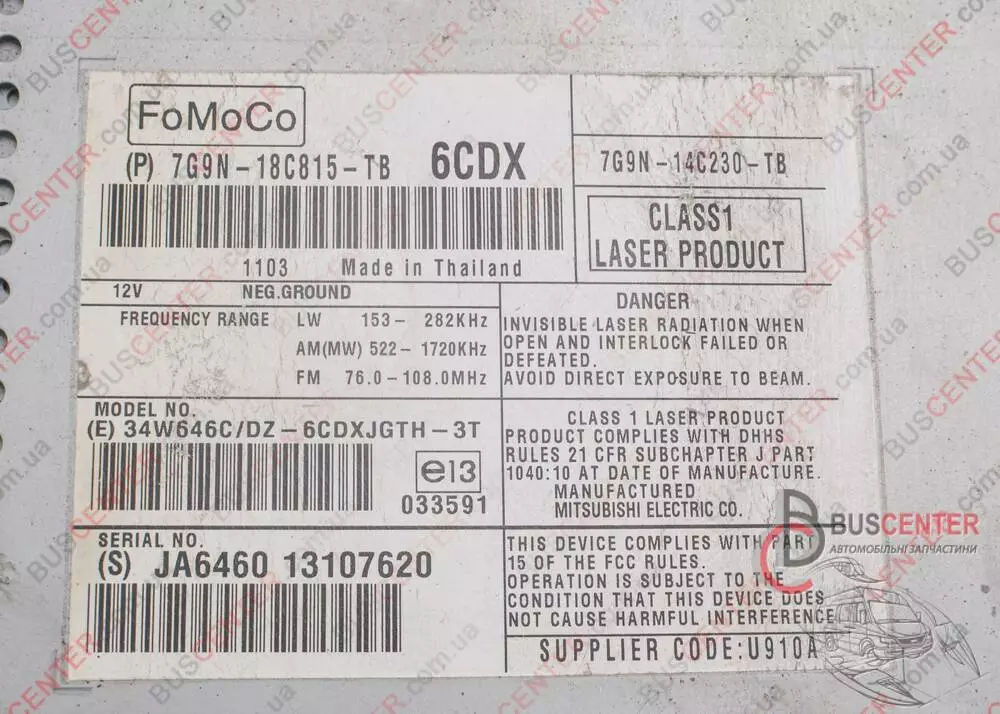 FoMoCo
(P) 7G9N-18C815-TB 6CDX
1103 Made in Thailand
7G9N-14C230-TB
CLASS1
LASER PRODUCT
12V NEG.GROUND
FREQUENCY RANGE LW 153- 282KHz
AM(MW) 522- 1720KHz
FM 76.0-108.0MHz
DANGER
INVISIBLE LASER RADIATION WHEN
OPEN AND INTERLOCK FAILED OR
DEFEATED.
AVOID DIRECT EXPOSURE TO BEAM.
MODEL NO.
(E) 34W646C/DZ-6CDXJGTH-3T
e13
033591
CLASS 1 LASER PRODUCT
PRODUCT COMPLIES WITH DHHS
RULES 21 CFR SUBCHAPTER J PART
1040:10 AT DATE OF MANUFACTURE.
MANUFACTURED
MITSUBISHI ELECTRIC CO.
SERIAL NO.
(S) JA6460 13107620
THIS DEVICE COMPLIES WITH PART
15 OF THE FCC RULES.
OPERATION IS SUBJECT TO THE
CONDITION THAT THIS DEVICE DOES
NOT CAUSE HARMFUL INTERFERENCE
SUPPLIER CODE:U910A
BUSCENTER
АВТОМОБІЛЬНІ ЗАПЧАСТИНИ
BUSCENTER.com.ua